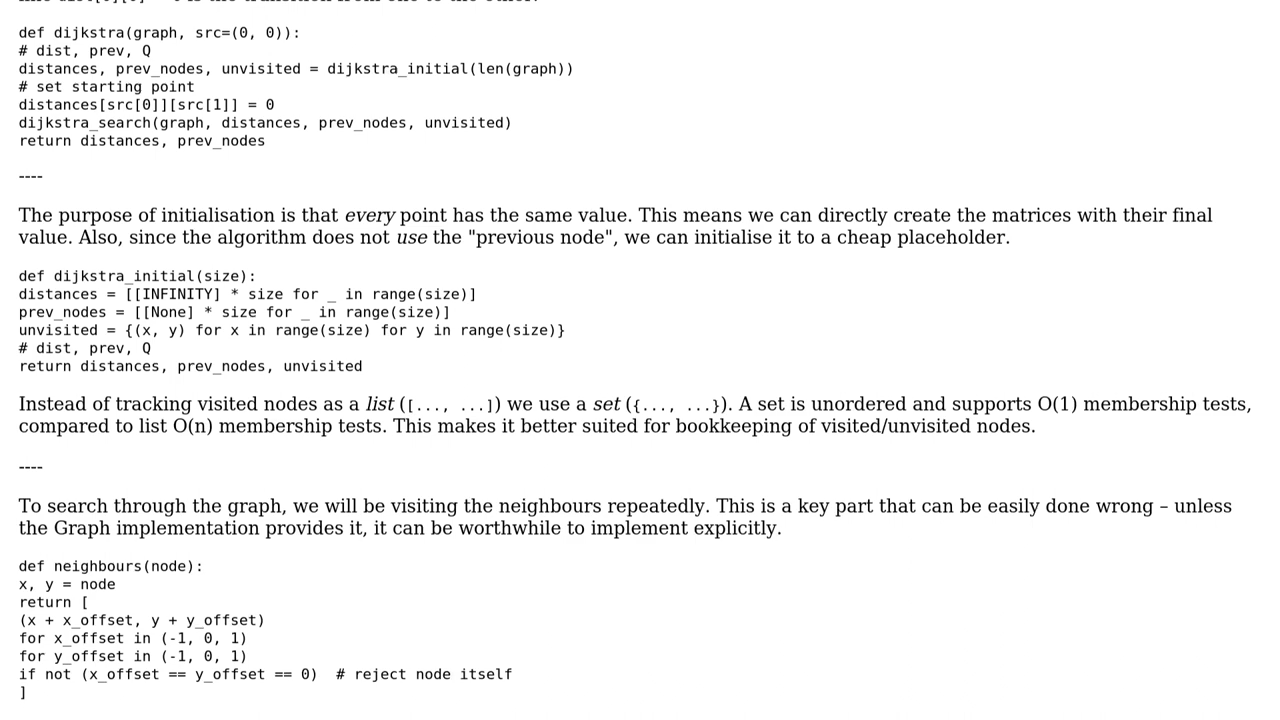 def dijkstra(graph, src=(0, 0)):
# dist, prev, Q
distances, prev_nodes, unvisited = dijkstra_initial(len(graph))
# set starting point
distances[src[0]][src[1]] = 0
dijkstra_search(graph, distances, prev_nodes, unvisited)
return distances, prev_nodes
----
The purpose of initialisation is that every point has the same value. This means we can directly create the matrices with their final
value. Also, since the algorithm does not use the "previous node", we can initialise it to a cheap placeholder.
def dijkstra_initial(size):
distances = [[INFINITY] * size for _ in range(size)]
prev_nodes = [[None] * size for _ in range(size)]
unvisited = {(x, y) for x in range(size) for y in range(size)}
# dist, prev, Q
return distances, prev_nodes, unvisited
Instead of tracking visited nodes as a list ([..., ...]) we use a set ({..., ...}). A set is unordered and supports O(1) membership tests,
compared to list O(n) membership tests. This makes it better suited for bookkeeping of visited/unvisited nodes.
----
To search through the graph, we will be visiting the neighbours repeatedly. This is a key part that can be easily done wrong – unless
the Graph implementation provides it, it can be worthwhile to implement explicitly.
def neighbours(node):
x, y = node
return [
(x + x_offset, y + y_offset)
for x_offset in (-1, 0, 1)
for y_offset in (-1, 0, 1)
if not (x_offset == y_offset == 0)  # reject node itself
]